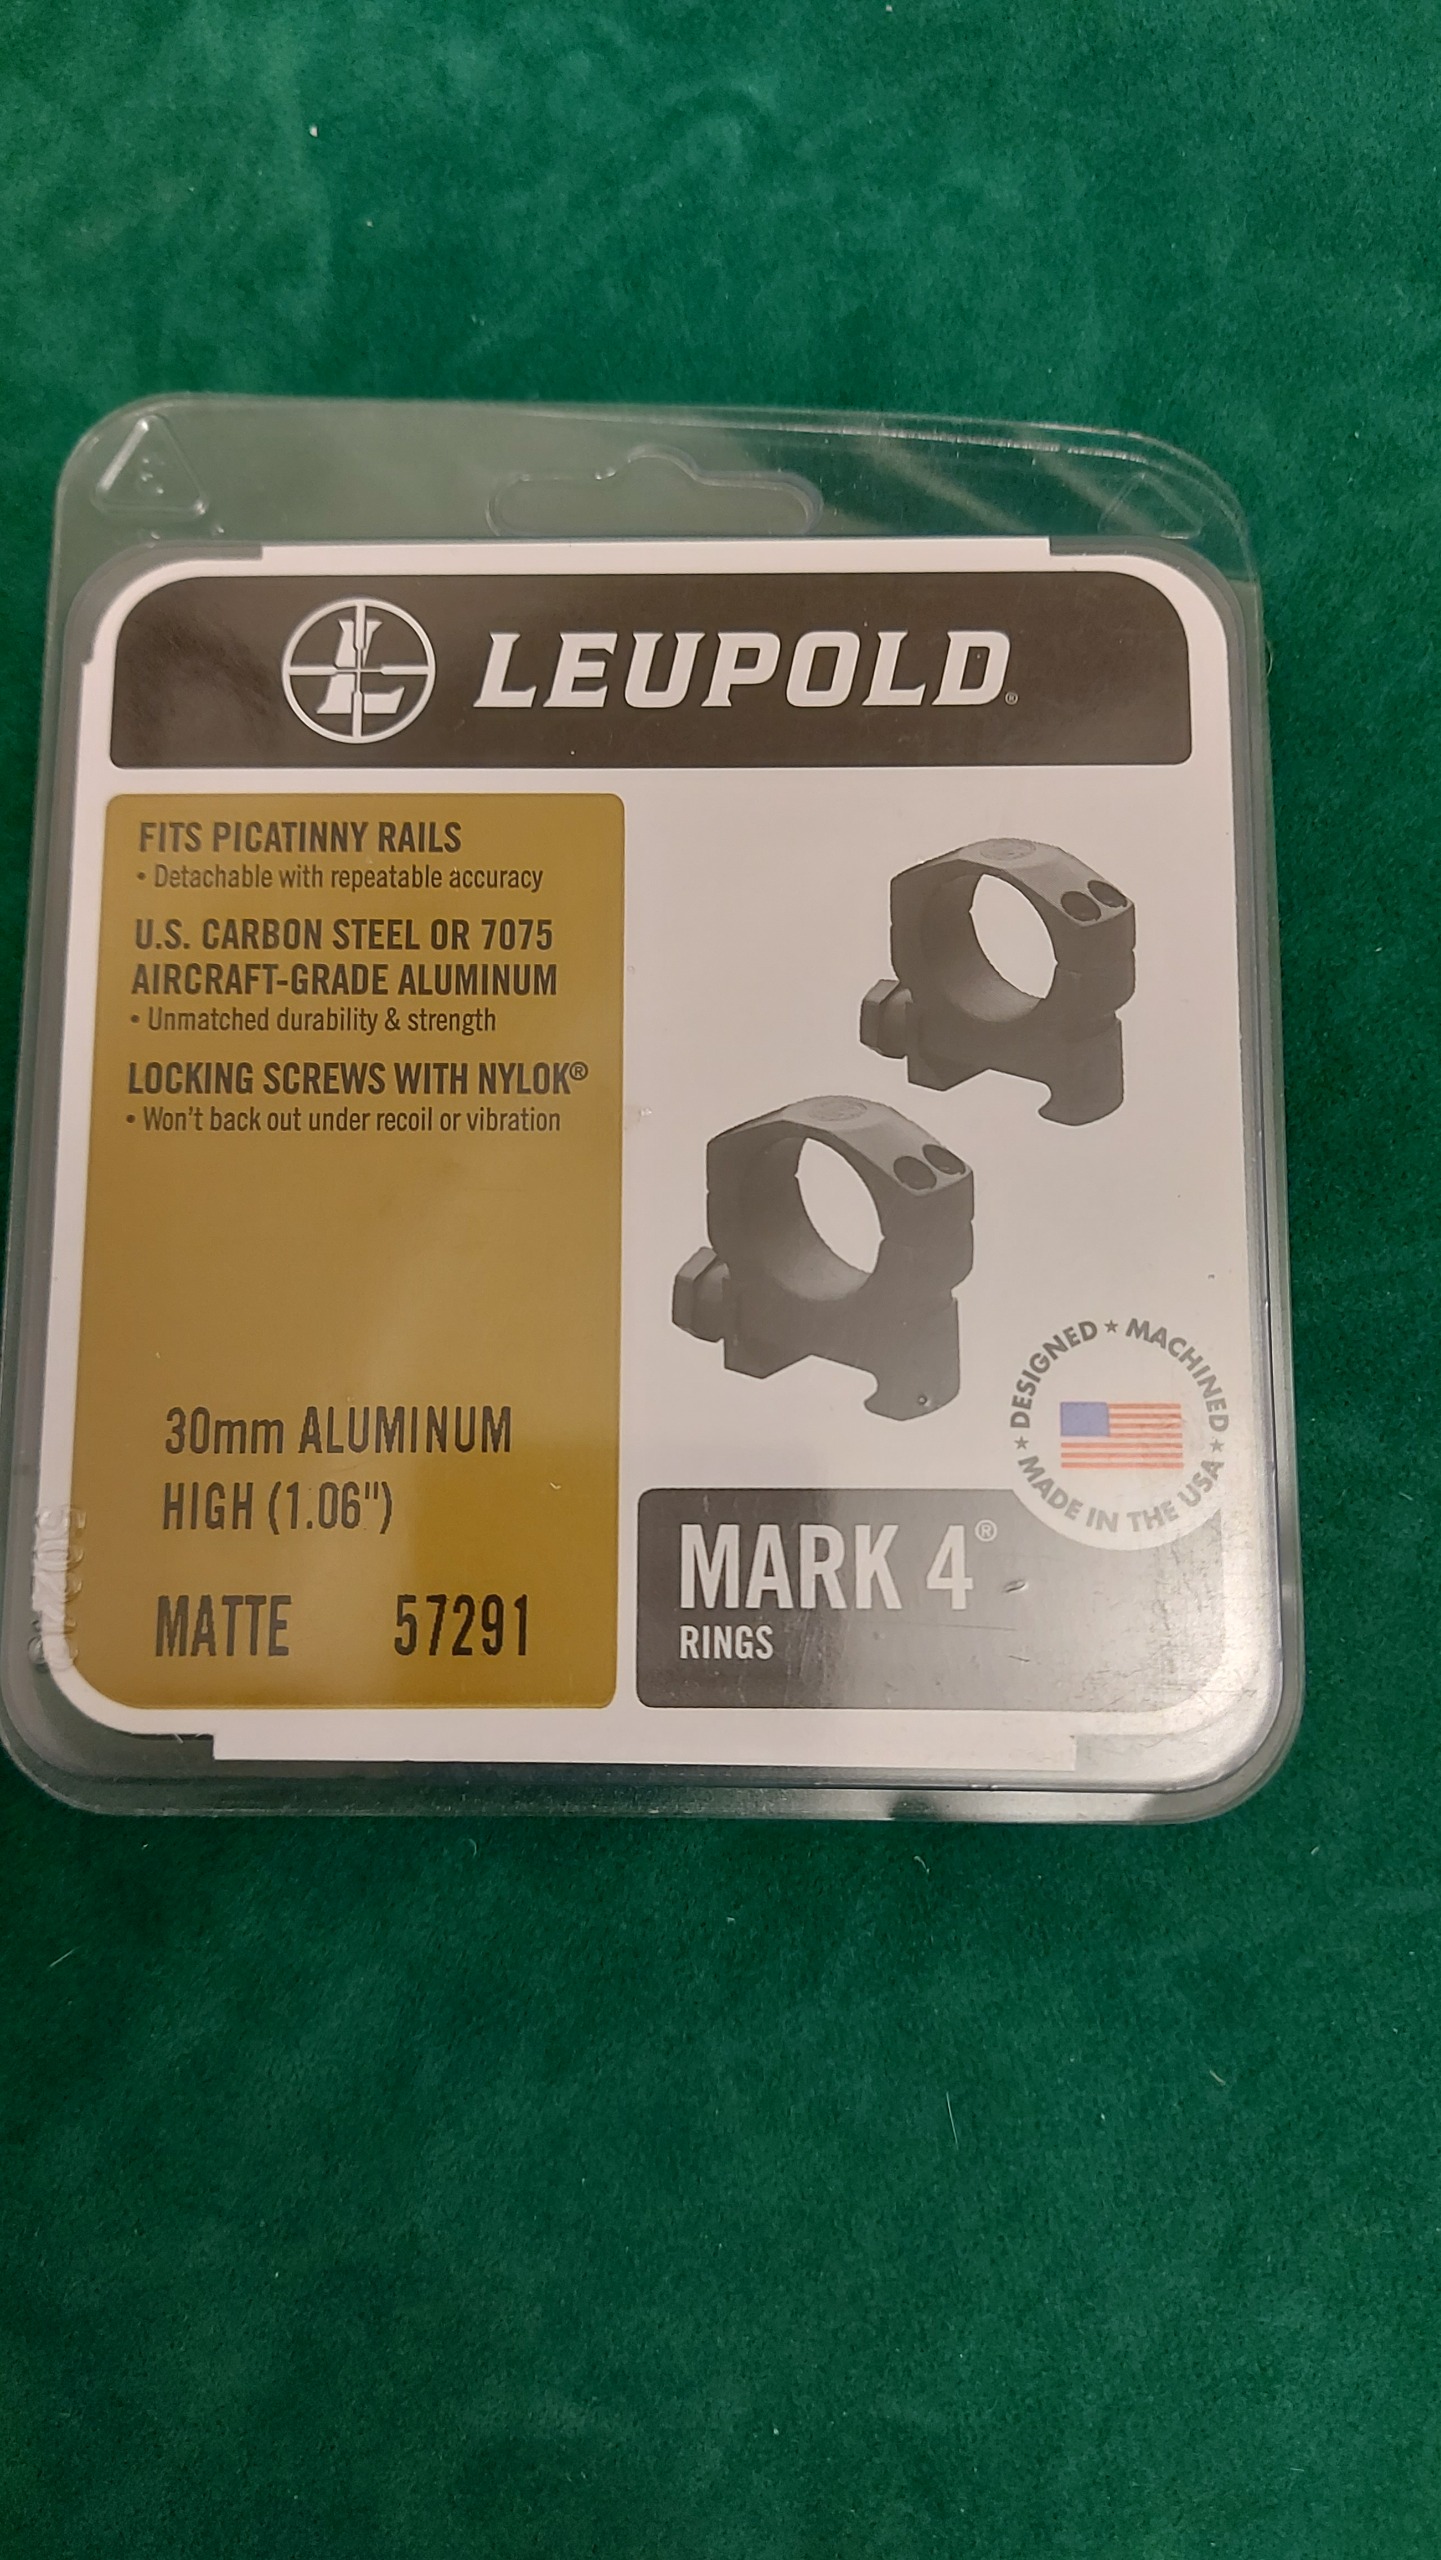 LEUPOLD®
FITS PICATINNY RAILS
• Detachable with repeatable accuracy
U.S. CARBON STEEL OR 7075
AIRCRAFT-GRADE ALUMINUM
• Unmatched durability & strength
LOCKING SCREWS WITH NYLOK®
• Won't back out under recoil or vibration
30mm ALUMINUM
HIGH (1.06")
MATTE 57291
★ DESIGNED ★ MACHINED ★ MADE IN THE USA
MARK 4®
RINGS